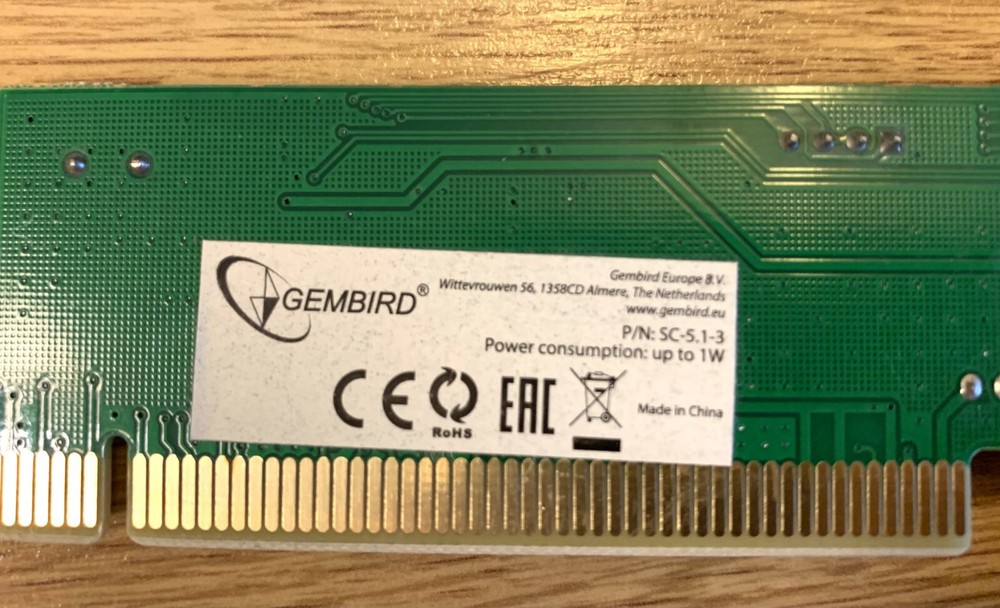 GEMBIRD®
Gembird Europe B.V.
Wittevrouwen 56, 1358CD Almere, The Netherlands
www.gembird.eu
P/N: SC-5.1-3
Power consumption: up to 1W
CE
RoHS
EAC
Made in China